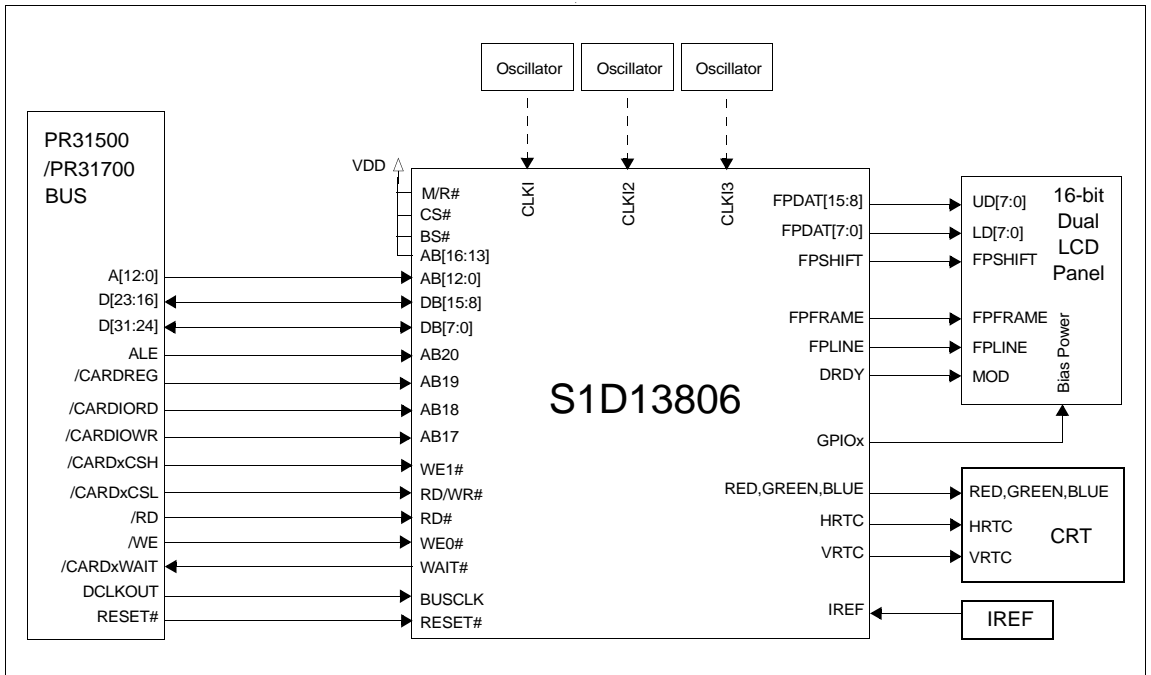 Oscillator
Oscillator
Oscillator
PR31500
/PR31700
BUS
VDD
A[12:0]
D[23:16]
D[31:24]
ALE
/CARDREG
/CARDIORD
/CARDIOWR
/CARDxCSH
/CARDxCSL
/RD
/WE
/CARDxWAIT
DCLKOUT
RESET#
M/R#
CS#
BS#
AB[16:13]
AB[12:0]
DB[15:8]
DB[7:0]
AB20
AB19
AB18
AB17
WE1#
RD/WR#
RD#
WE0#
WAIT#
BUSCLK
RESET#
CLKI
CLKI2
CLKI3
S1D13806
FPDAT[15:8]
FPDAT[7:0]
FPSHIFT
FPFRAME
FPLINE
DRDY
GPIOx
RED,GREEN,BLUE
HRTC
VRTC
IREF
UD[7:0]
LD[7:0]
FPSHIFT
FPFRAME
FPLINE
MOD
16-bit
Dual
LCD
Panel
Bias Power
RED,GREEN,BLUE
HRTC
VRTC
CRT
IREF